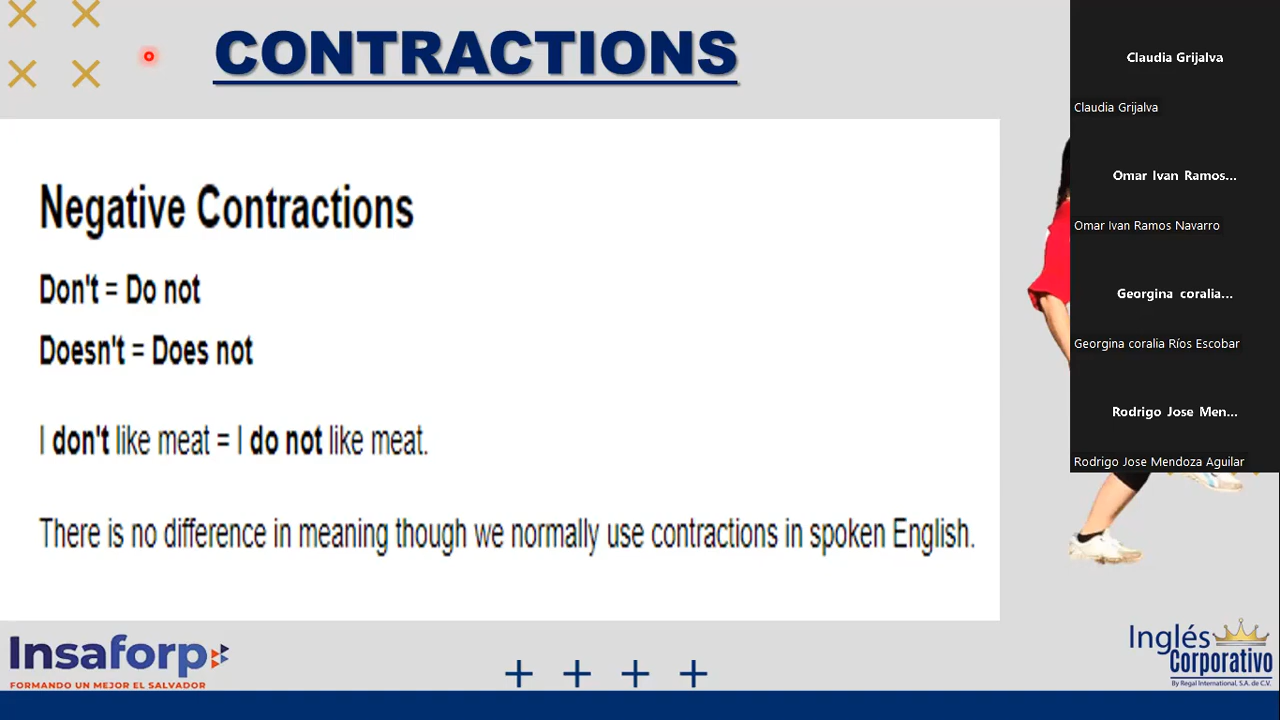 CONTRACTIONS
Negative Contractions
Don't = Do not
Doesn't = Does not
I don't like meat = I do not like meat.
There is no difference in meaning though we normally use contractions in spoken English.
Claudia Grijalva
Claudia Grijalva
Omar Ivan Ramos...
Omar Ivan Ramos Navarro
Georgina coralia...
Georgina coralia Ríos Escobar
Rodrigo Jose Men...
Rodrigo Jose Mendoza Aguilar
Insaforp
FORMANDO UN MEJOR EL SALVADOR
Inglés
Corporativo
By Regal International, S.A. de C.V.